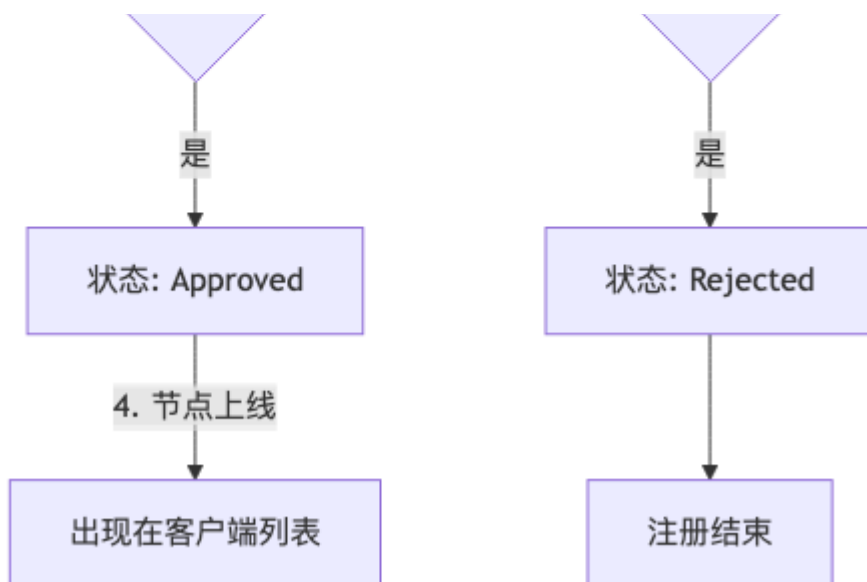 是
是
状态: Approved
状态: Rejected
4. 节点上线
出现在客户端列表
注册结束